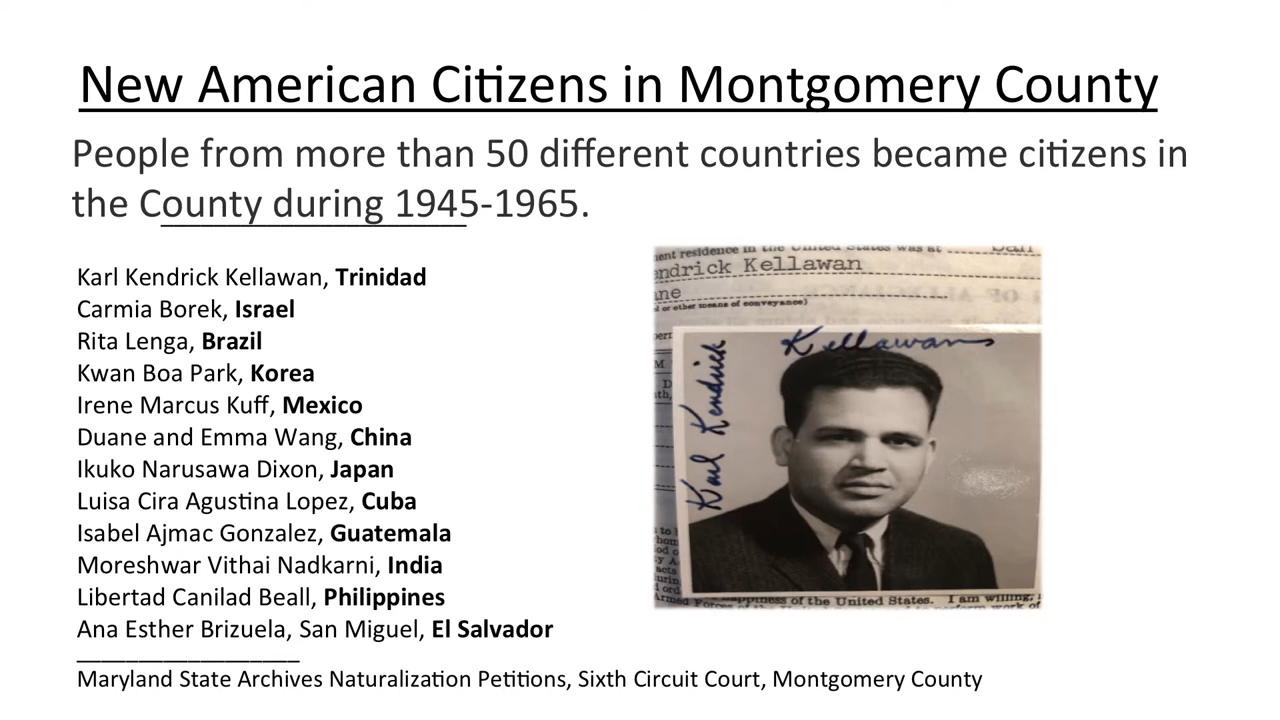 New American Citizens in Montgomery County
People from more than 50 different countries became citizens in
the County during 1945-1965.
Karl Kendrick Kellawan, Trinidad
Carmia Borek, Israel
Rita Lenga, Brazil
Kwan Boa Park, Korea
Irene Marcus Kuff, Mexico
Duane and Emma Wang, China
Ikuko Narusawa Dixon, Japan
Luisa Cira Agustina Lopez, Cuba
Isabel Ajmac Gonzalez, Guatemala
Moreshwar Vithai Nadkarni, India
Libertad Canilad Beall, Philippines
Ana Esther Brizuela, San Miguel, El Salvador
Maryland State Archives Naturalization Petitions, Sixth Circuit Court, Montgomery County
residence in the United States was at
Kellawan
or other means of conveyance)
Karl Kendrick Kellawan
of the United States. I am willing,